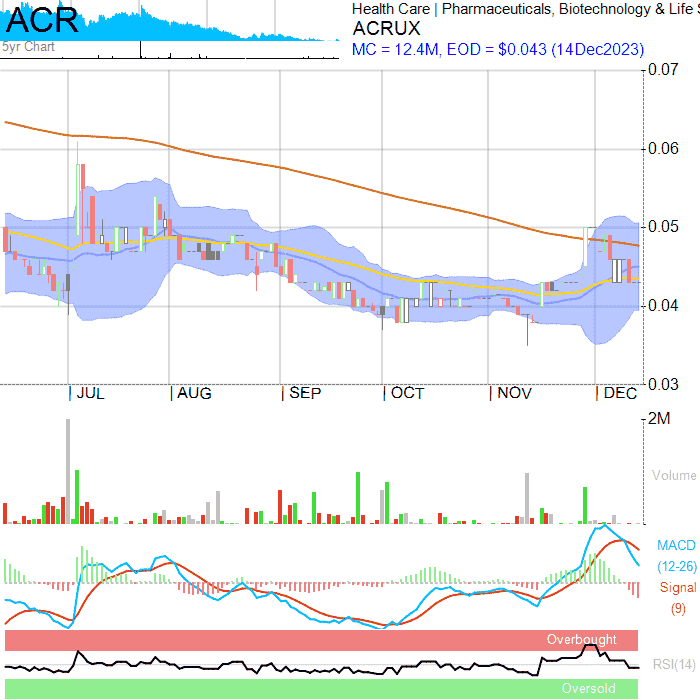 ACR
5yr Chart
Health Care | Pharmaceuticals, Biotechnology & Life S
ACRUX
MC = 12.4M, EOD = $0.043 (14Dec2023)
0.07
0.06
0.05
0.04
0.03
JUL
AUG
SEP
OCT
NOV
DEC
2M
Volume
MACD
(12-26)
Signal
(9)
Overbought
RSI(14)
Oversold